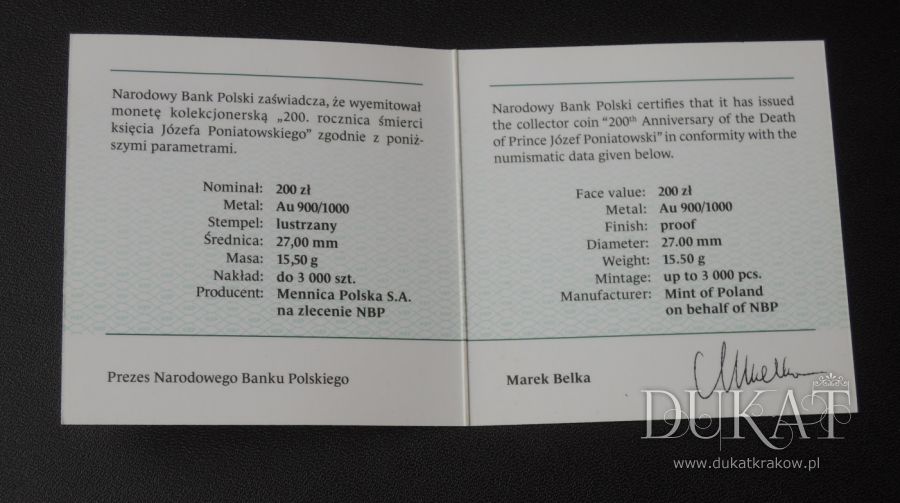 Narodowy Bank Polski zaświadcza, że wyemitował
monetę kolekcjonerską „200. rocznica śmierci
księcia Józefa Poniatowskiego” zgodnie z poniż-
szymi parametrami.
Nominał: 200 zł
Metal: Au 900/1000
Stempel: lustrzany
Średnica: 27,00 mm
Masa: 15,50 g
Nakład: do 3 000 szt.
Producent: Mennica Polska S.A.
na zlecenie NBP
Prezes Narodowego Banku Polskiego
Narodowy Bank Polski certifies that it has issued
the collector coin “200th Anniversary of the Death
of Prince Józef Poniatowski” in conformity with the
numismatic data given below.
Face value: 200 zł
Metal: Au 900/1000
Finish: proof
Diameter: 27.00 mm
Weight: 15.50 g
Mintage: up to 3 000 pcs.
Manufacturer: Mint of Poland
on behalf of NBP
Marek Belka
DUKAT
www.dukatkrakow.pl